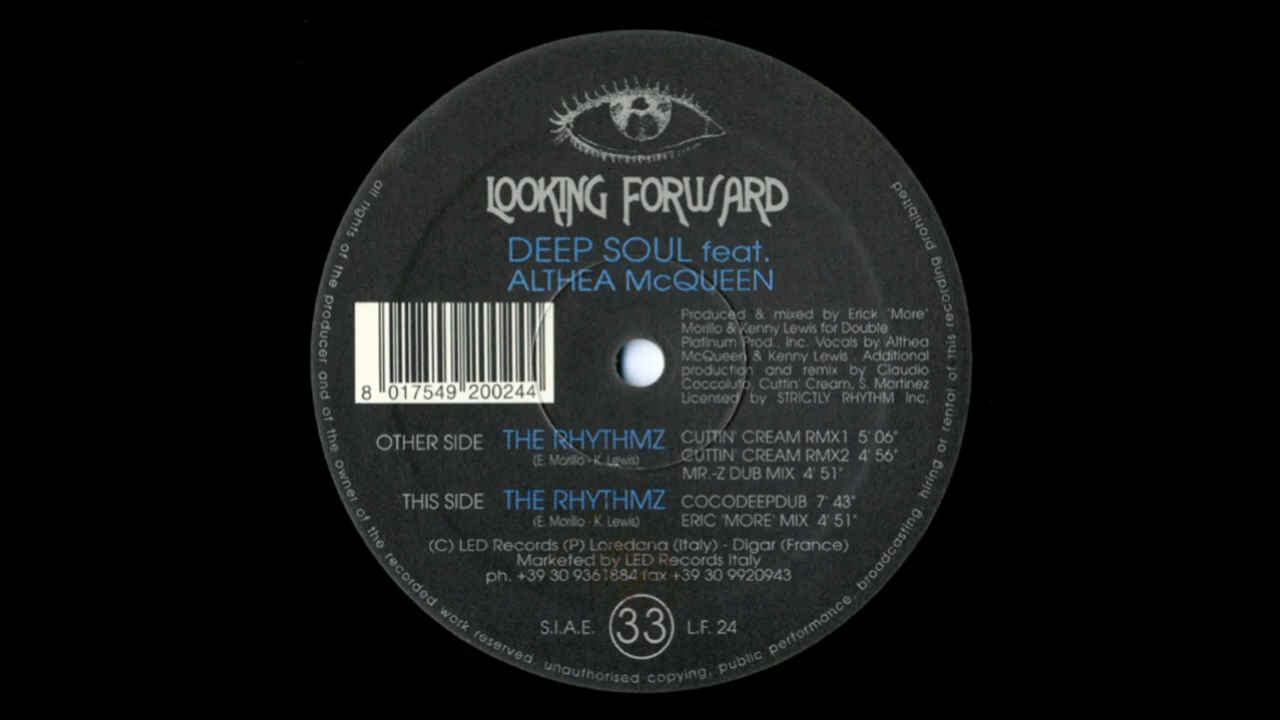 LOOKING FORWARD
DEEP SOUL feat.
ALTHEA McQUEEN
Produced & mixed by Erick 'More'
Morillo & Kenny Lewis for Double
Platinum Prod., Inc. Vocals by Althea
McQueen & Kenny Lewis . Additional
production and remix by Claudio
Coccoluto, Cuttin' Cream, S. Martinez
Licensed by STRICTLY RHYTHM Inc.
8 017549 200244
OTHER SIDE THE RHYTHMZ CUTTIN' CREAM RMX1 5' 06"
(E. Morillo - K. Lewis) CUTTIN' CREAM RMX2 4' 56"
MR.-Z DUB MIX 4' 51"
THIS SIDE THE RHYTHMZ COCODEEPDUB 7' 43"
(E. Morillo - K. Lewis) ERIC 'MORE' MIX 4' 51"
(C) LED Records (P) Loredana (Italy) - Digar (France)
Marketed by LED Records Italy
ph. +39 30 9361884 fax +39 30 9920943
S.I.A.E. 33 L.F. 24
all rights of the producer and of the owner of the recorded work reserved, unauthorised copying, public performance, broadcasting, hiring or rental of this recording prohibited